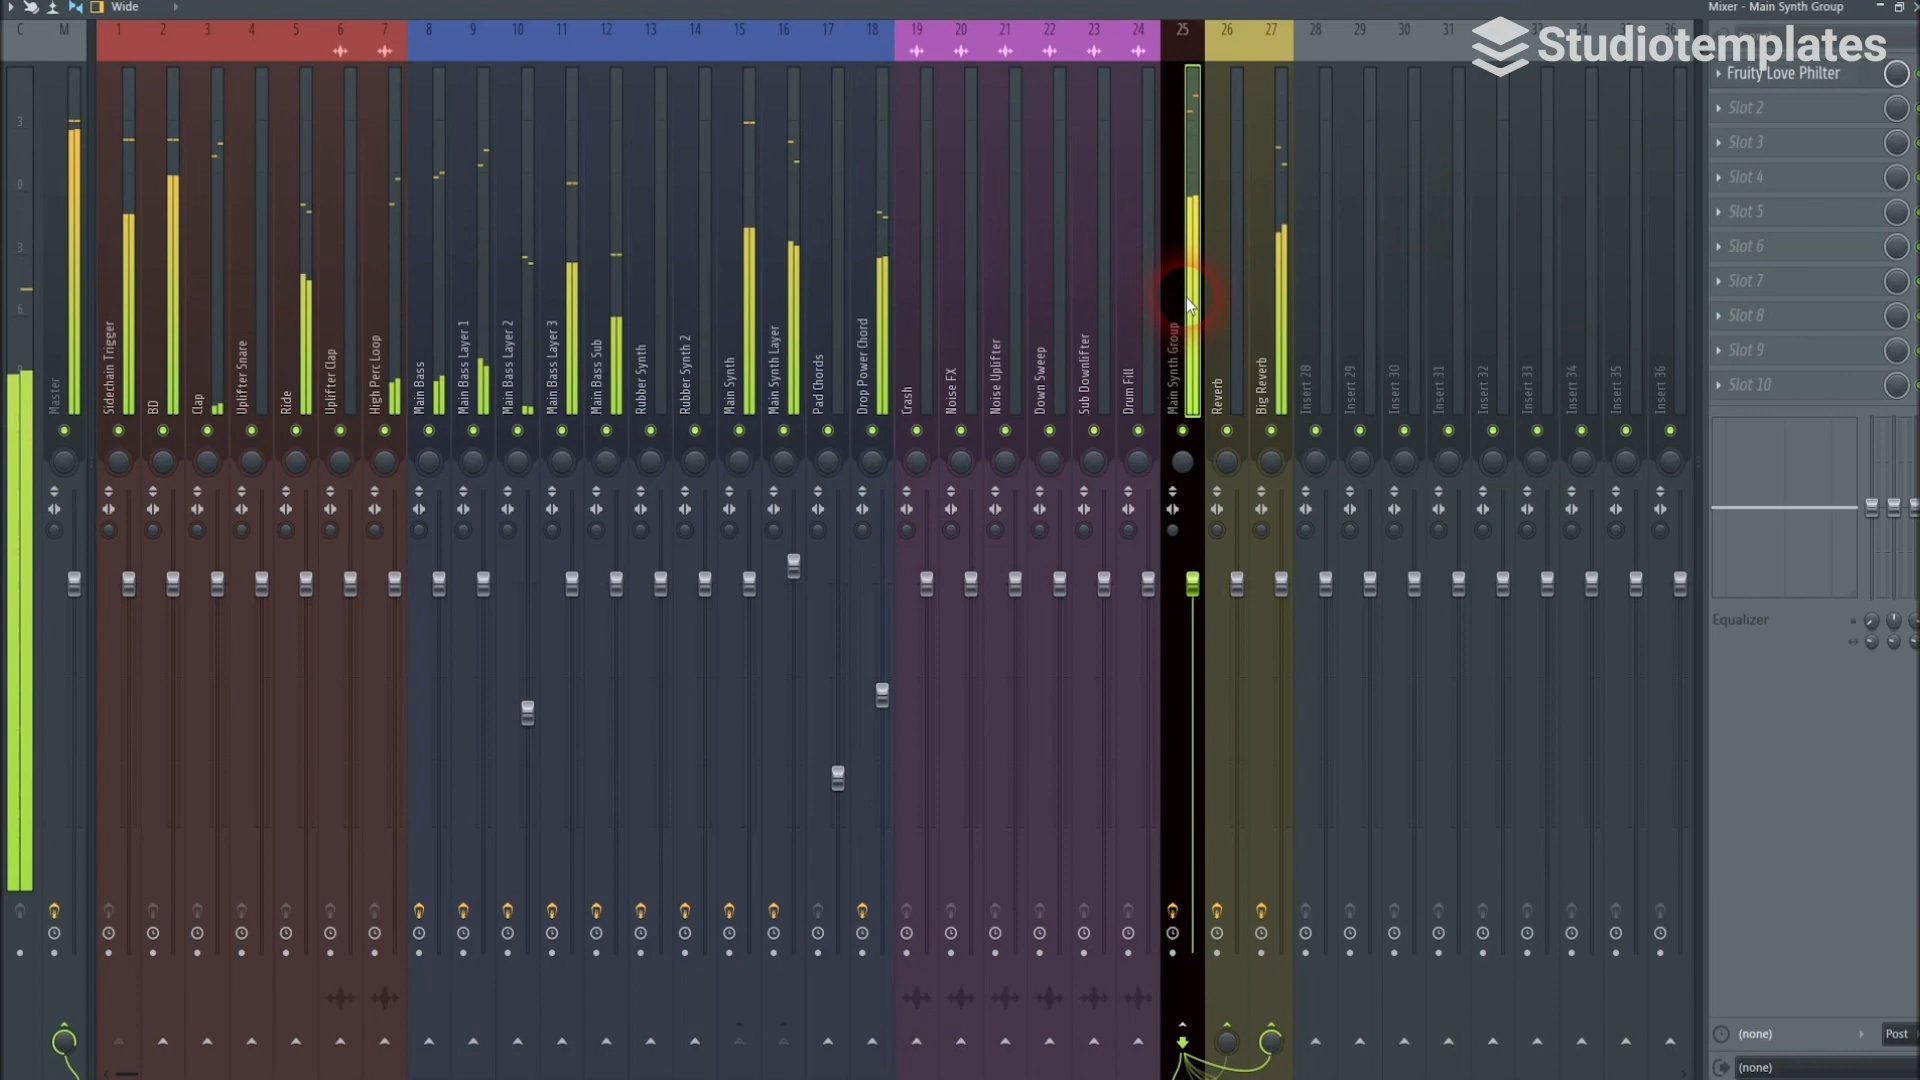 Wide
Mixer - Main Synth Group
C
M
1
2
3
4
5
6
7
8
9
10
11
12
13
14
15
16
17
18
19
20
21
22
23
24
25
26
27
28
29
30
31
Studiotemplates
Fruity Love Philter
Slot 2
Slot 3
Slot 4
Slot 5
Slot 6
Slot 7
Slot 8
Slot 9
Slot 10
3
0
3
6
Master
Sidechain Trigger
BD
Clap
Uplifter Snare
Ride
Uplifter Clap
High Perc Loop
Main Bass
Main Bass Layer 1
Main Bass Layer 2
Main Bass Layer 3
Main Bass Sub
Rubber Synth
Rubber Synth 2
Main Synth
Main Synth Layer
Pad Chords
Drop Power Chord
Crash
Noise FX
Noise Uplifter
Down Sweep
Sub Downlifter
Drum Fill
Main Synth Group
Reverb
Big Reverb
Insert 28
Insert 29
Insert 30
Insert 31
Insert 32
Insert 33
Insert 34
Insert 35
Insert 36
Equalizer
(none)
Post
(none)